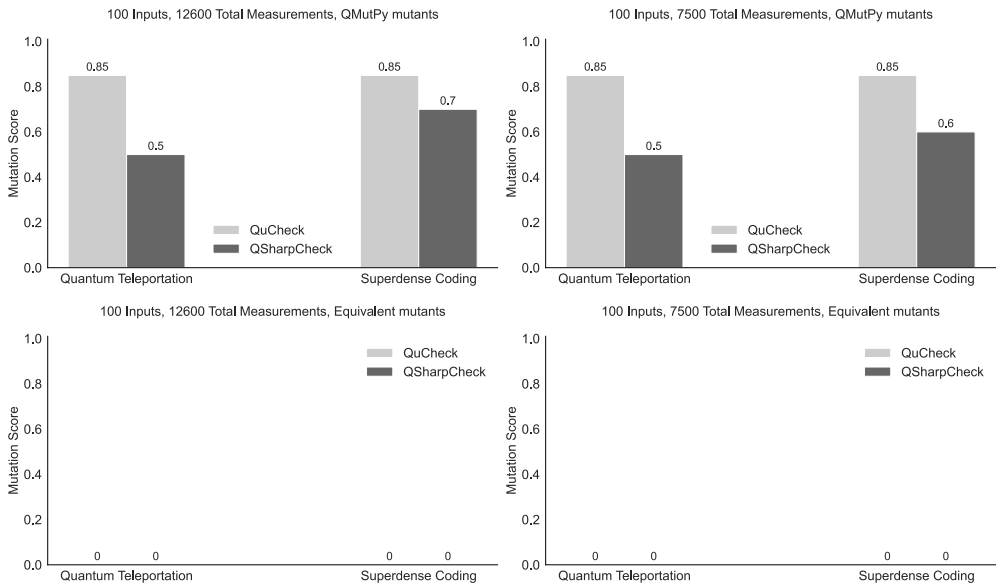 100 Inputs, 12600 Total Measurements, QMutPy mutants
Mutation Score
1.0
0.8
0.6
0.4
0.2
0.0
0.85
0.5
0.85
0.7
QuCheck
QSharpCheck
Quantum Teleportation
Superdense Coding
100 Inputs, 7500 Total Measurements, QMutPy mutants
Mutation Score
1.0
0.8
0.6
0.4
0.2
0.0
0.85
0.5
0.85
0.6
QuCheck
QSharpCheck
Quantum Teleportation
Superdense Coding
100 Inputs, 12600 Total Measurements, Equivalent mutants
Mutation Score
1.0
0.8
0.6
0.4
0.2
0.0
QuCheck
QSharpCheck
0
0
0
0
Quantum Teleportation
Superdense Coding
100 Inputs, 7500 Total Measurements, Equivalent mutants
Mutation Score
1.0
0.8
0.6
0.4
0.2
0.0
QuCheck
QSharpCheck
0
0
0
0
Quantum Teleportation
Superdense Coding